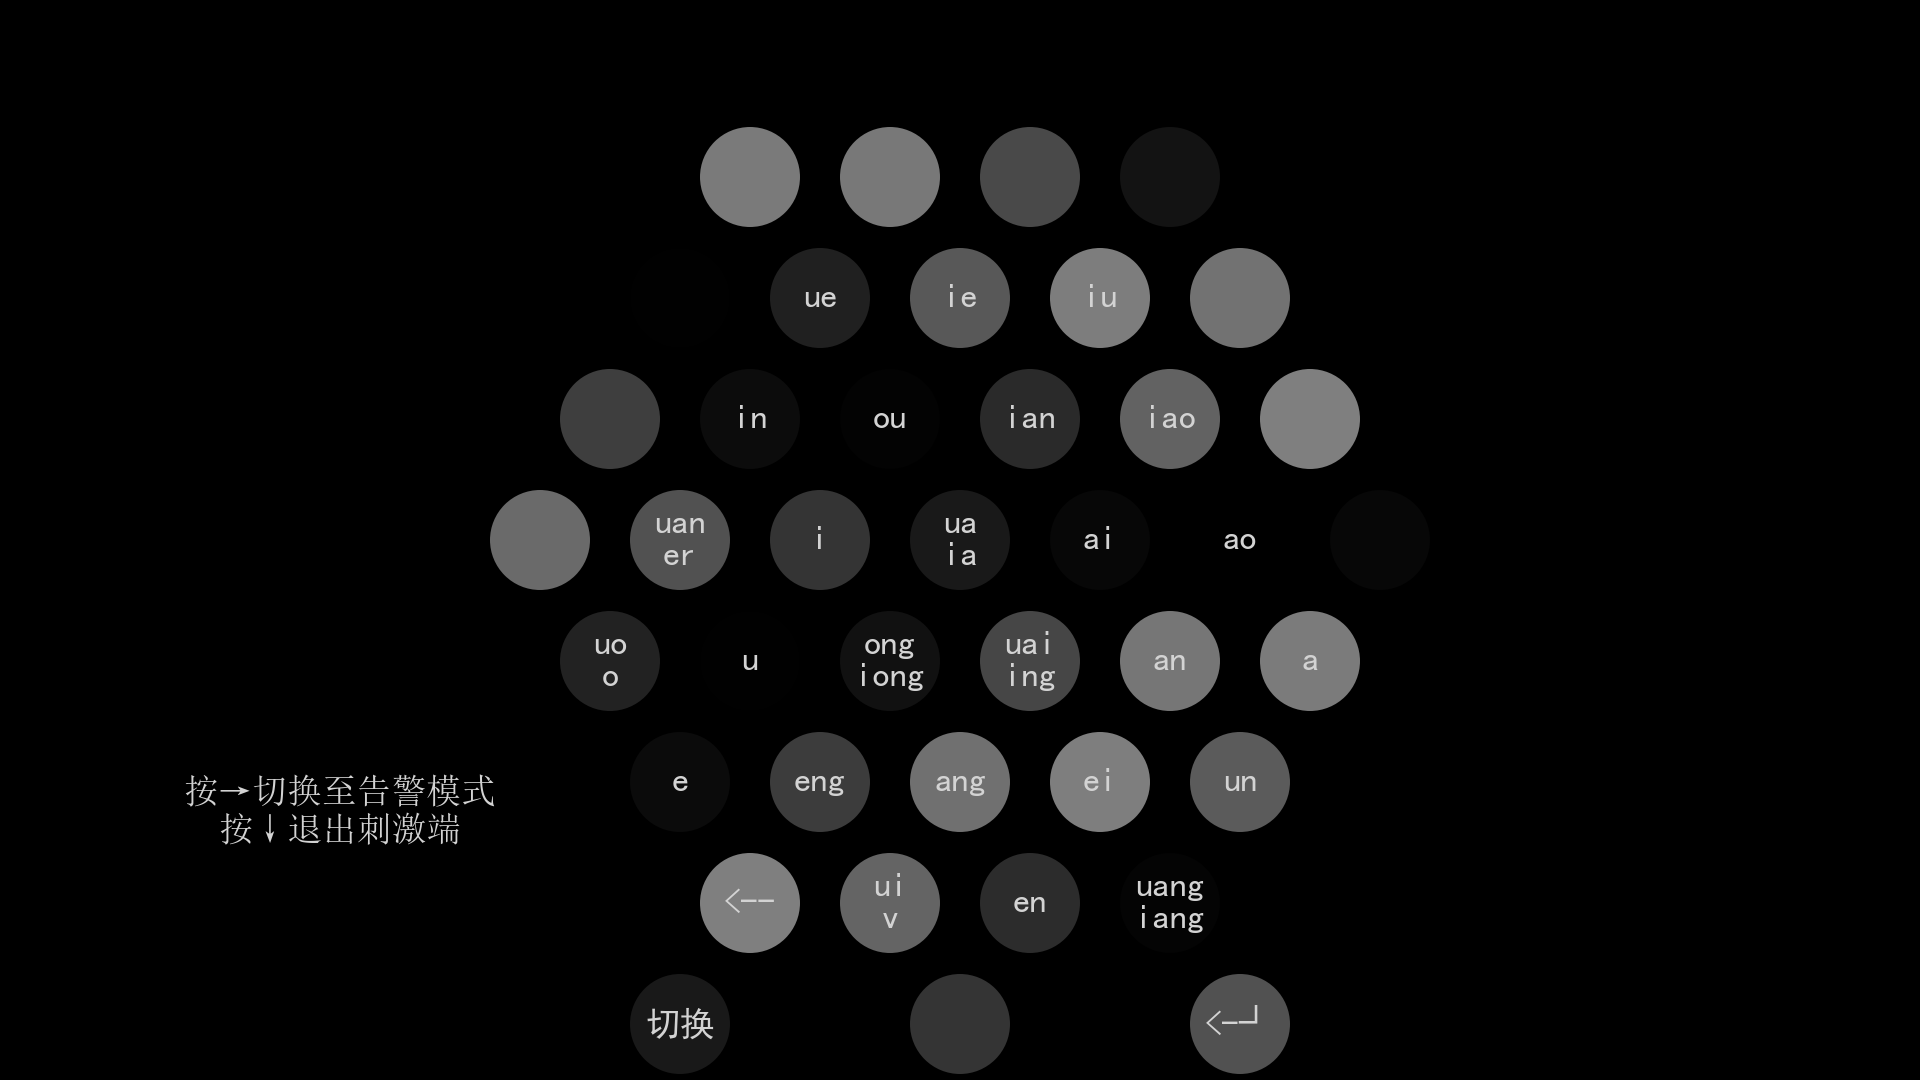 ue
ie
iu
in
ou
ian
iao
uan
er
i
ua
ia
ai
ao
uo
o
u
ong
iong
uai
ing
an
a
e
eng
ang
ei
un
按→切换至告警模式
按↓退出刺激端
<--
ui
v
en
uang
iang
切换
<-┘